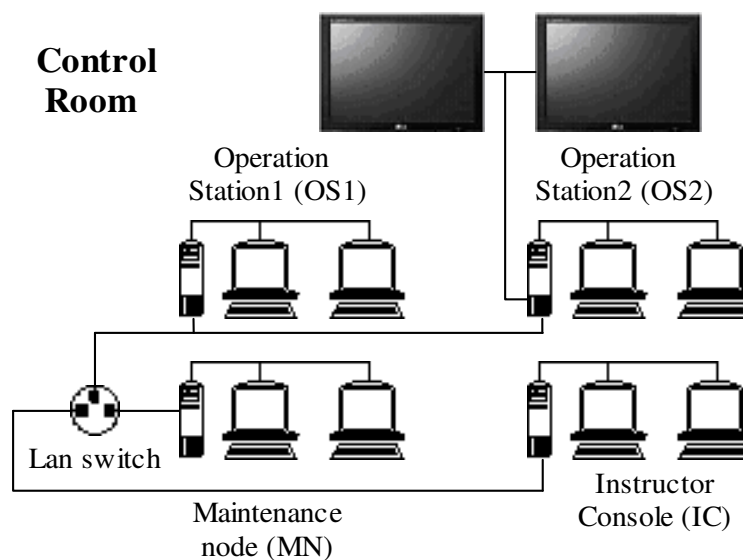 Control
Room
Operation
Station1 (OS1)
Operation
Station2 (OS2)
Lan switch
Maintenance
node (MN)
Instructor
Console (IC)